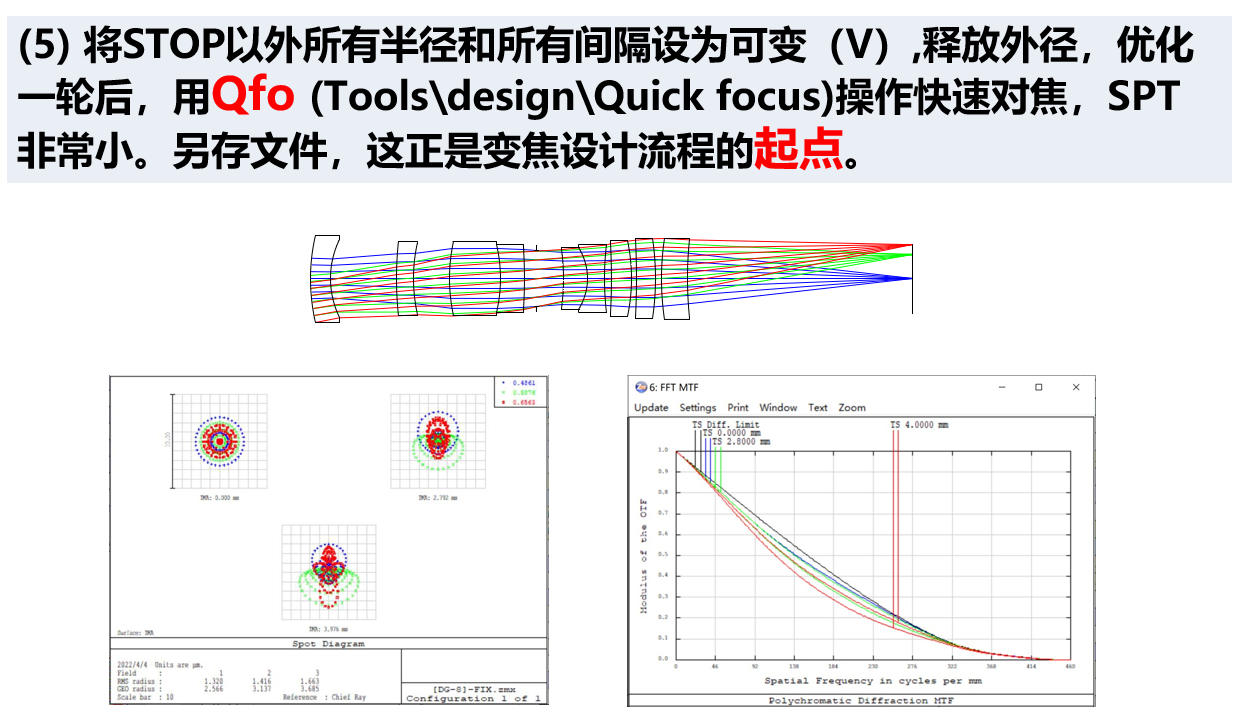 (5) 将STOP以外所有半径和所有间隔设为可变（V）,释放外径，优化
一轮后，用Qfo (Tools\design\Quick focus)操作快速对焦，SPT
非常小。另存文件，这正是变焦设计流程的起点。
0.4861
0.5876
0.6563
10.00
IMA: 0.000 mm
IMA: 2.782 mm
IMA: 3.976 mm
Surface: IMA
Spot Diagram
2022/4/4 Units are µm.
Field : 1 2 3
RMS radius : 1.320 1.416 1.663
GEO radius : 2.566 3.137 3.685
Scale bar : 10 Reference : Chief Ray
[DG-8]-FIX.zmx
Configuration 1 of 1
6: FFT MTF
Update Settings Print Window Text Zoom
TS Diff. Limit
TS 0.0000 mm
TS 2.8000 mm
TS 4.0000 mm
1.0
0.9
0.8
0.7
0.6
0.5
0.4
0.3
0.2
0.1
0.0
Modulus of the OTF
0 46 92 138 184 230 276 322 368 414 460
Spatial Frequency in cycles per mm
Polychromatic Diffraction MTF